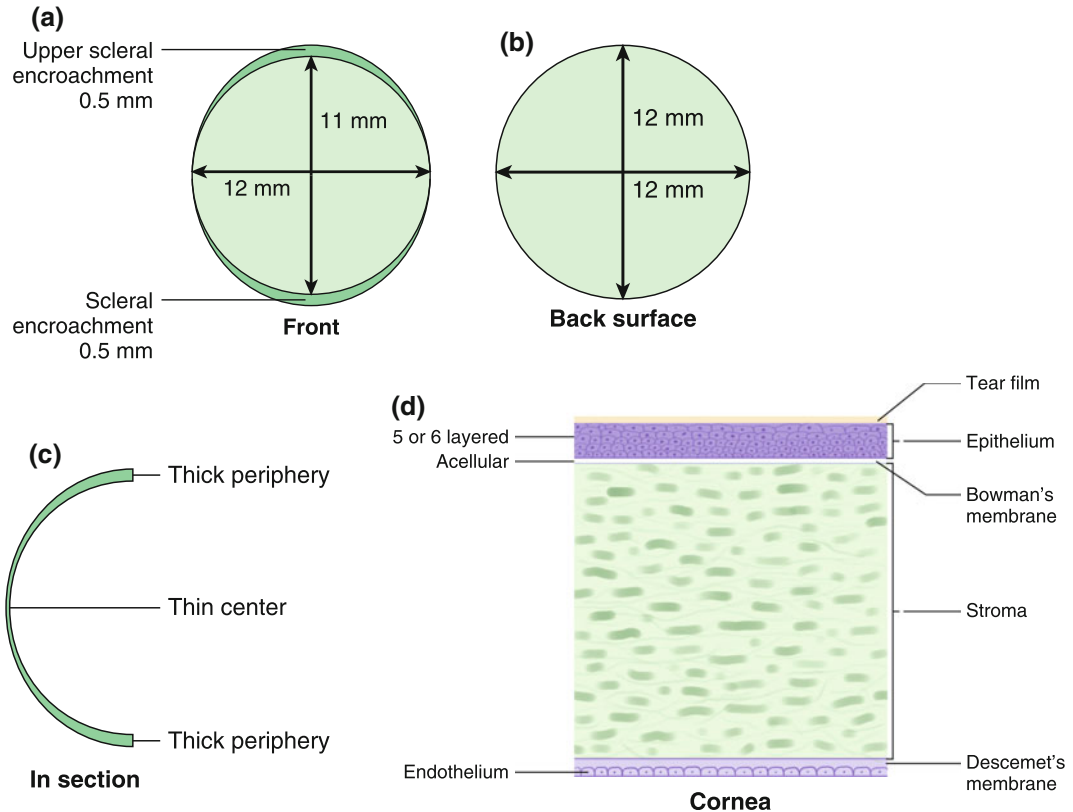 (a)
Upper scleral
encroachment
0.5 mm
11 mm
12 mm
Scleral
encroachment
0.5 mm
Front
(b)
12 mm
12 mm
Back surface
(c)
Thick periphery
Thin center
Thick periphery
In section
(d)
5 or 6 layered
Acellular
Endothelium
Tear film
Epithelium
Bowman's
membrane
Stroma
Descemet's
membrane
Cornea